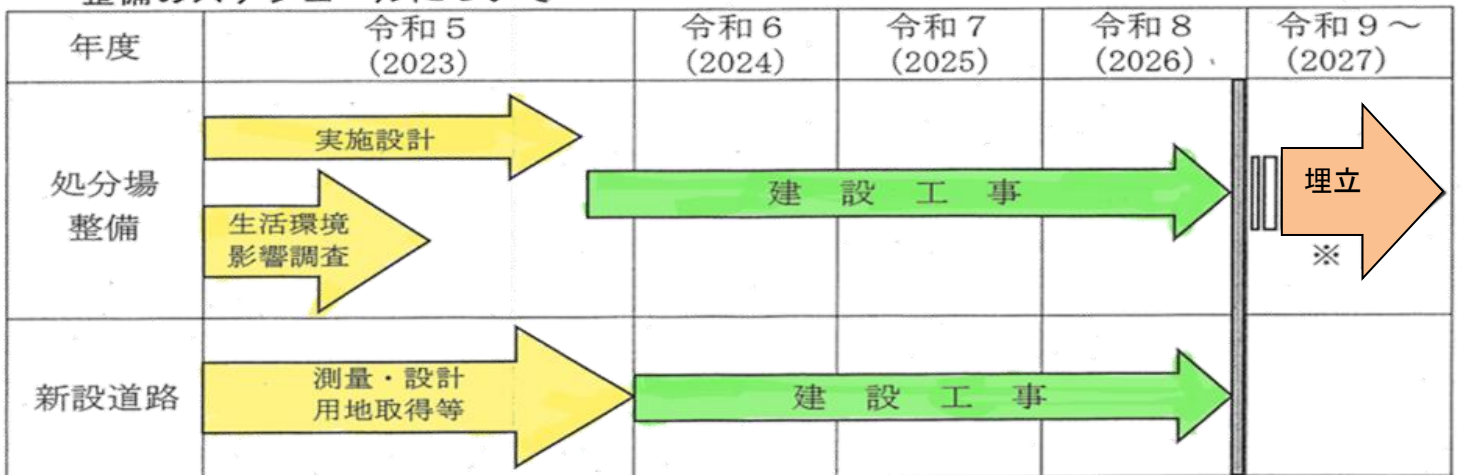 年度
令和５
(2023)
令和６
(2024)
令和７
(2025)
令和８
(2026)
令和９～
(2027)
処分場
整備
実施設計
生活環境
影響調査
建設工事
埋立
※
新設道路
測量・設計
用地取得等
建設工事